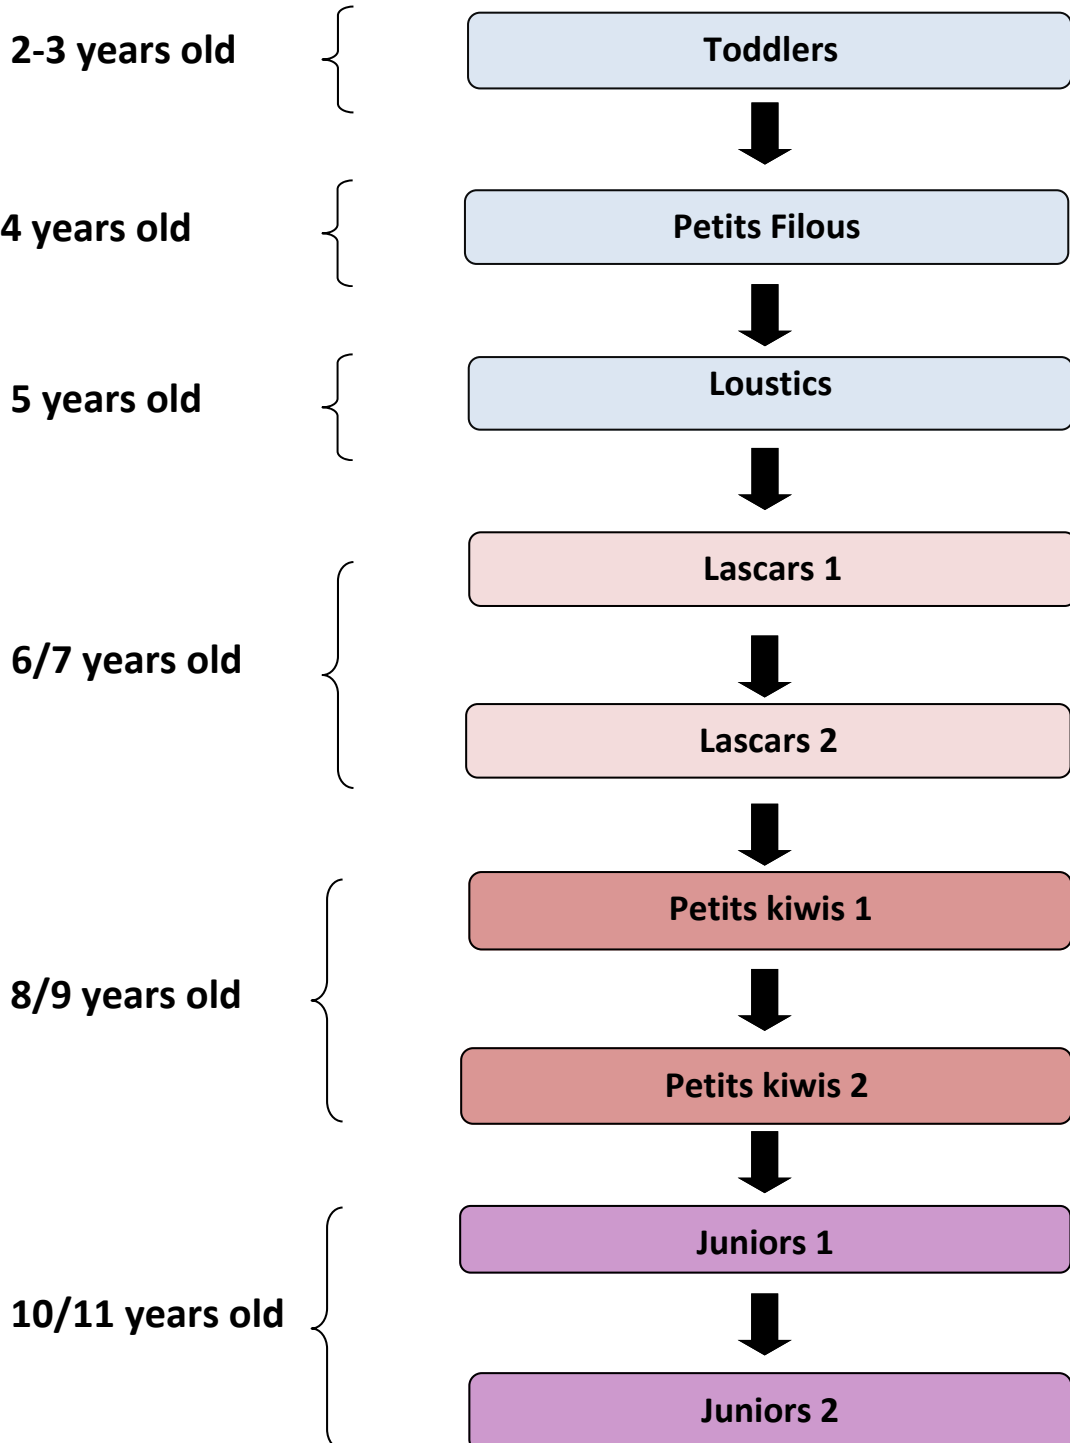 2-3 years old
Toddlers
4 years old
Petits Filous
5 years old
Loustics
Lascars 1
6/7 years old
Lascars 2
Petits kiwis 1
8/9 years old
Petits kiwis 2
Juniors 1
10/11 years old
Juniors 2